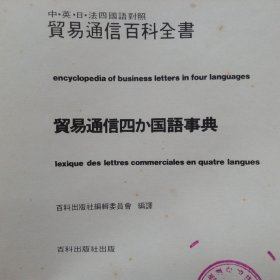 中•英•日•法四國語對照
貿易通信百科全書
encyclopedia of business letters in four languages
貿易通信四か国語事典
lexique des lettres commerciales en quatre langues
百科出版社編輯委員會 編譯
百科出版社出版